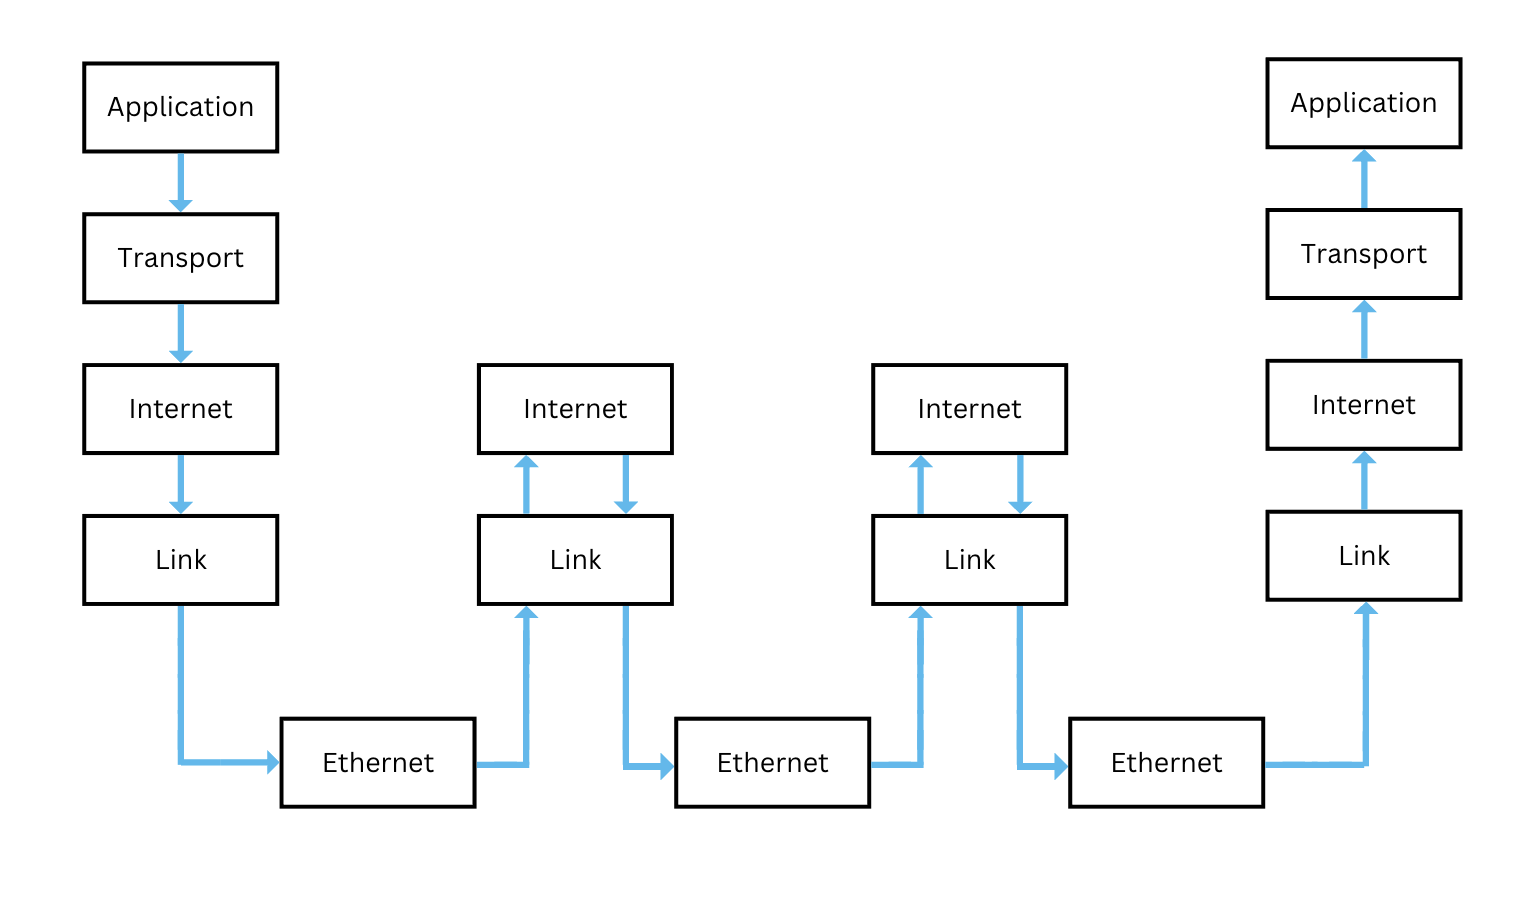 Application
Transport
Internet
Link
Ethernet
Internet
Link
Ethernet
Internet
Link
Ethernet
Application
Transport
Internet
Link